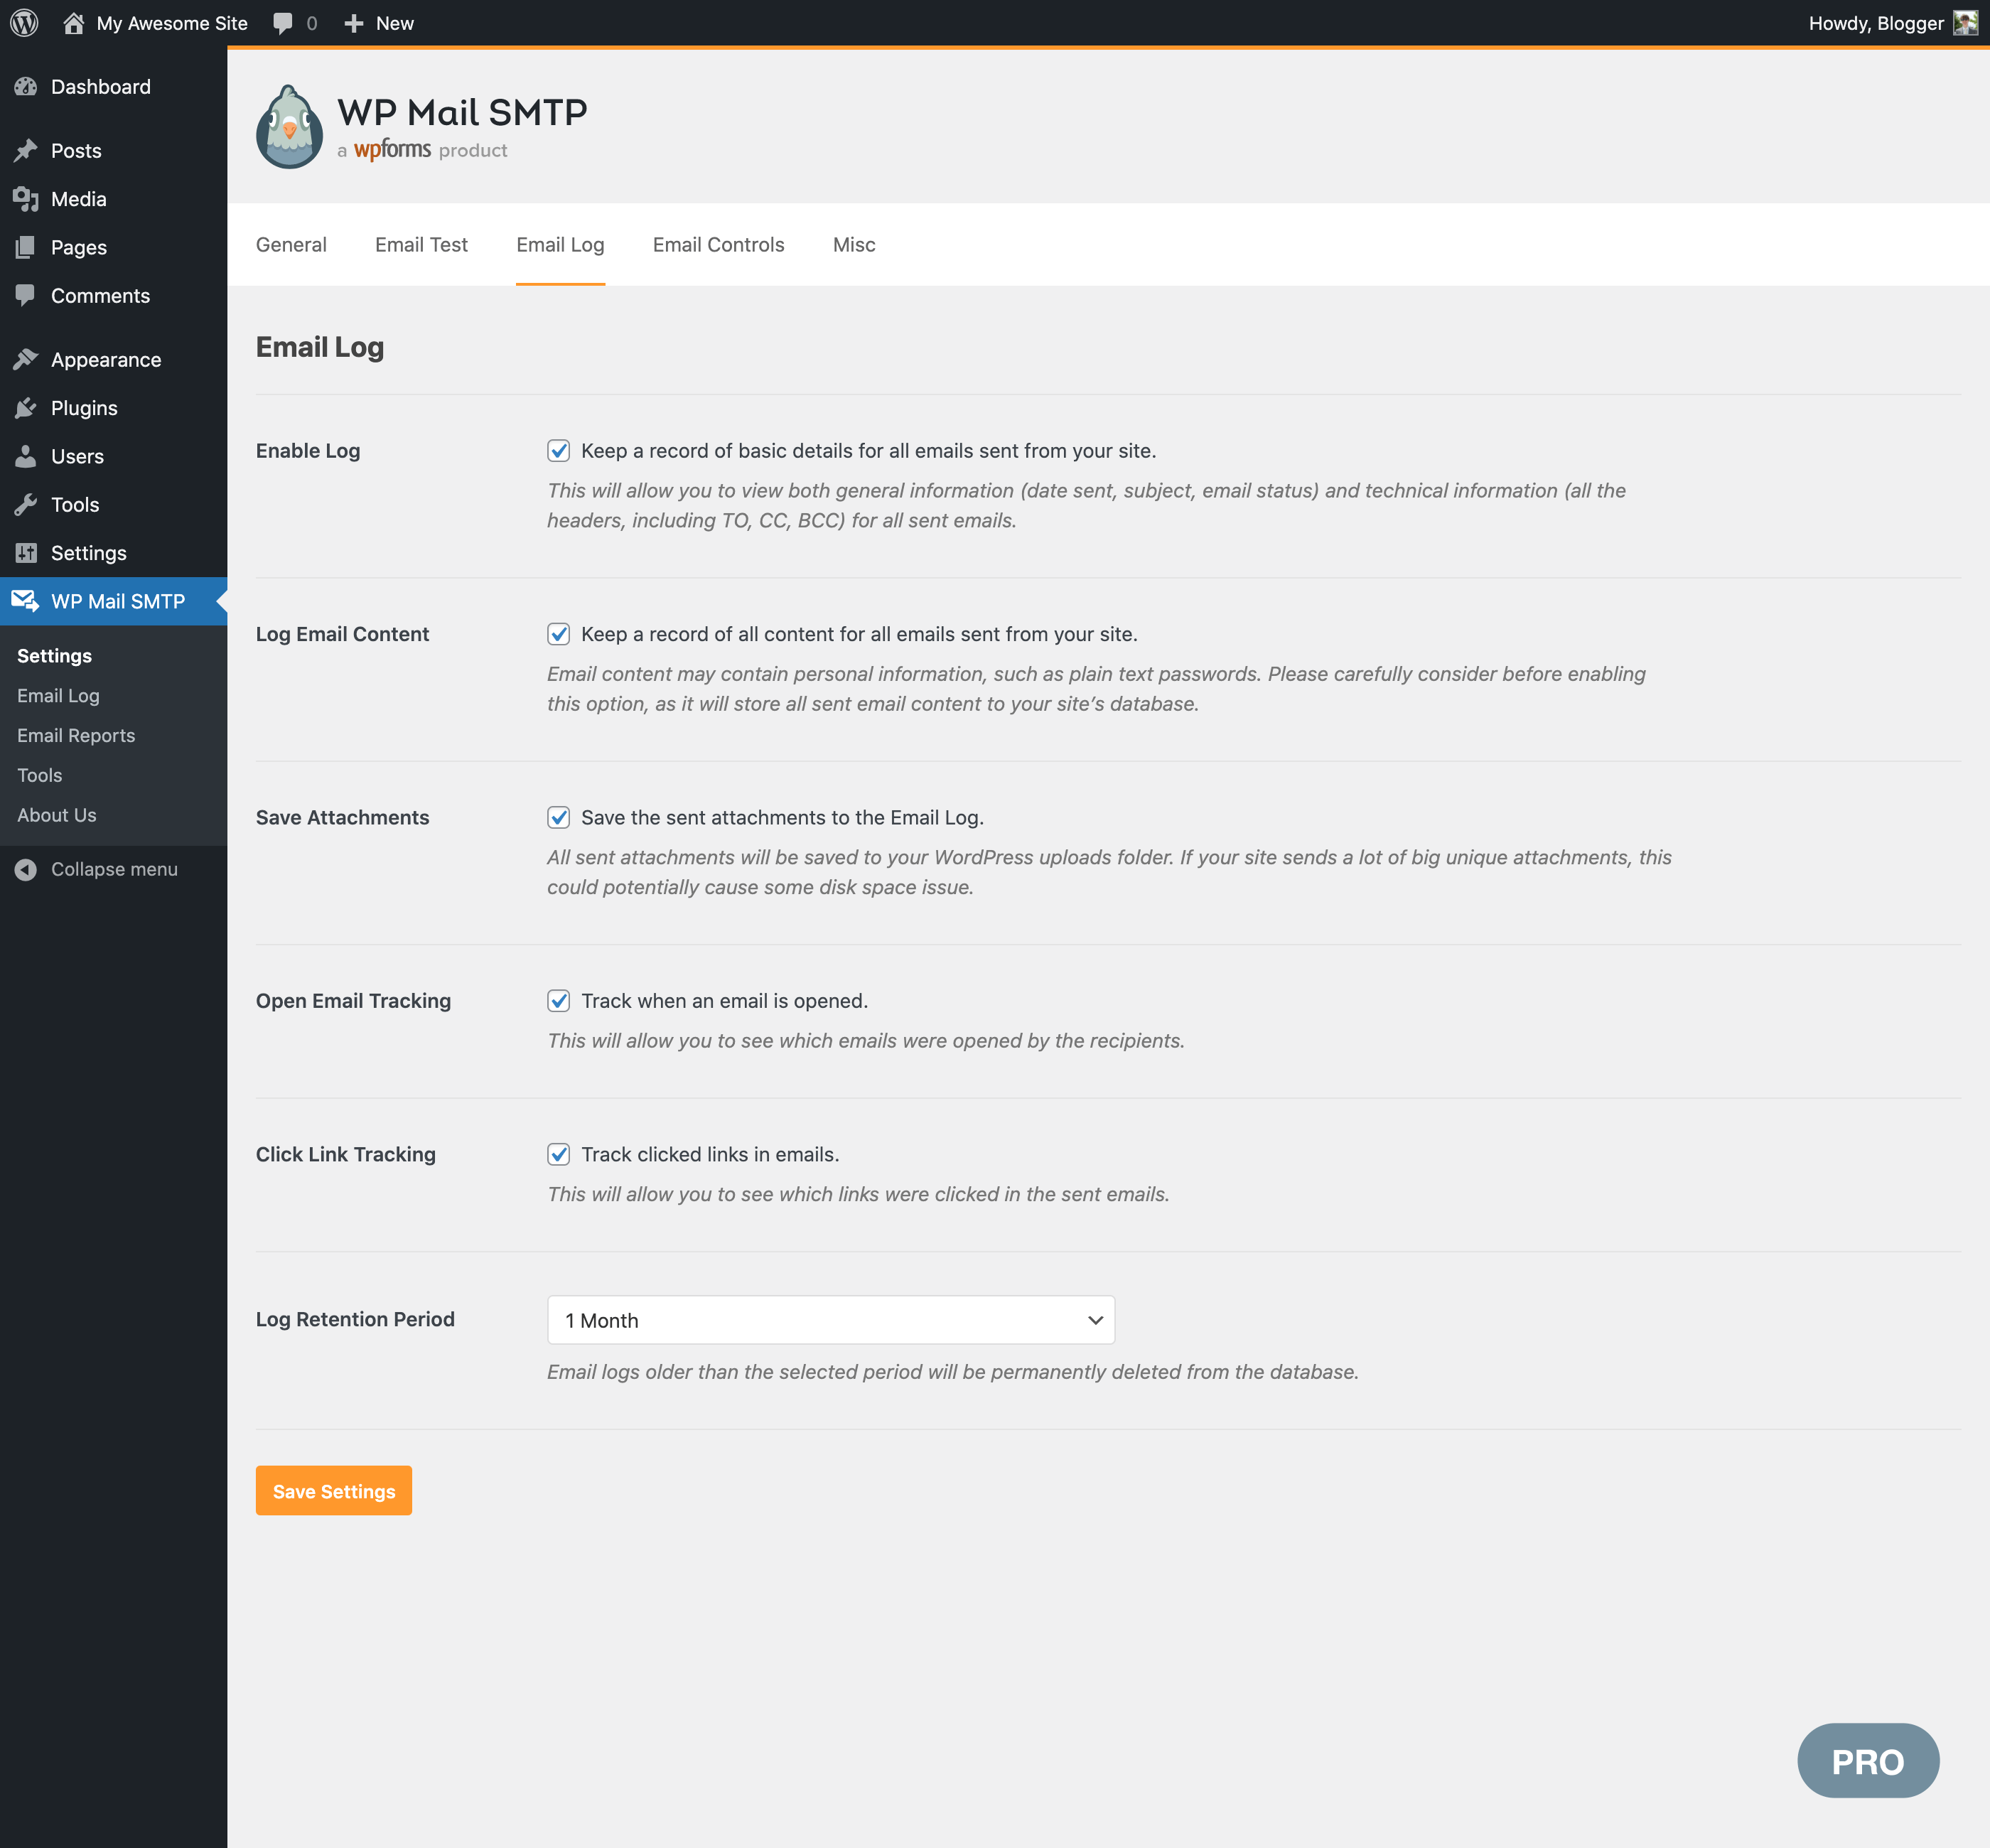 My Awesome Site 0 New Howdy, Blogger
Dashboard
Posts
Media
Pages
Comments
Appearance
Plugins
Users
Tools
Settings
WP Mail SMTP
Settings
Email Log
Email Reports
Tools
About Us
Collapse menu
WP Mail SMTP
a wpforms product
General Email Test Email Log Email Controls Misc
Email Log
Enable Log
Keep a record of basic details for all emails sent from your site.
This will allow you to view both general information (date sent, subject, email status) and technical information (all the
headers, including TO, CC, BCC) for all sent emails.
Log Email Content
Keep a record of all content for all emails sent from your site.
Email content may contain personal information, such as plain text passwords. Please carefully consider before enabling
this option, as it will store all sent email content to your site’s database.
Save Attachments
Save the sent attachments to the Email Log.
All sent attachments will be saved to your WordPress uploads folder. If your site sends a lot of big unique attachments, this
could potentially cause some disk space issue.
Open Email Tracking
Track when an email is opened.
This will allow you to see which emails were opened by the recipients.
Click Link Tracking
Track clicked links in emails.
This will allow you to see which links were clicked in the sent emails.
Log Retention Period
1 Month
Email logs older than the selected period will be permanently deleted from the database.
Save Settings
PRO